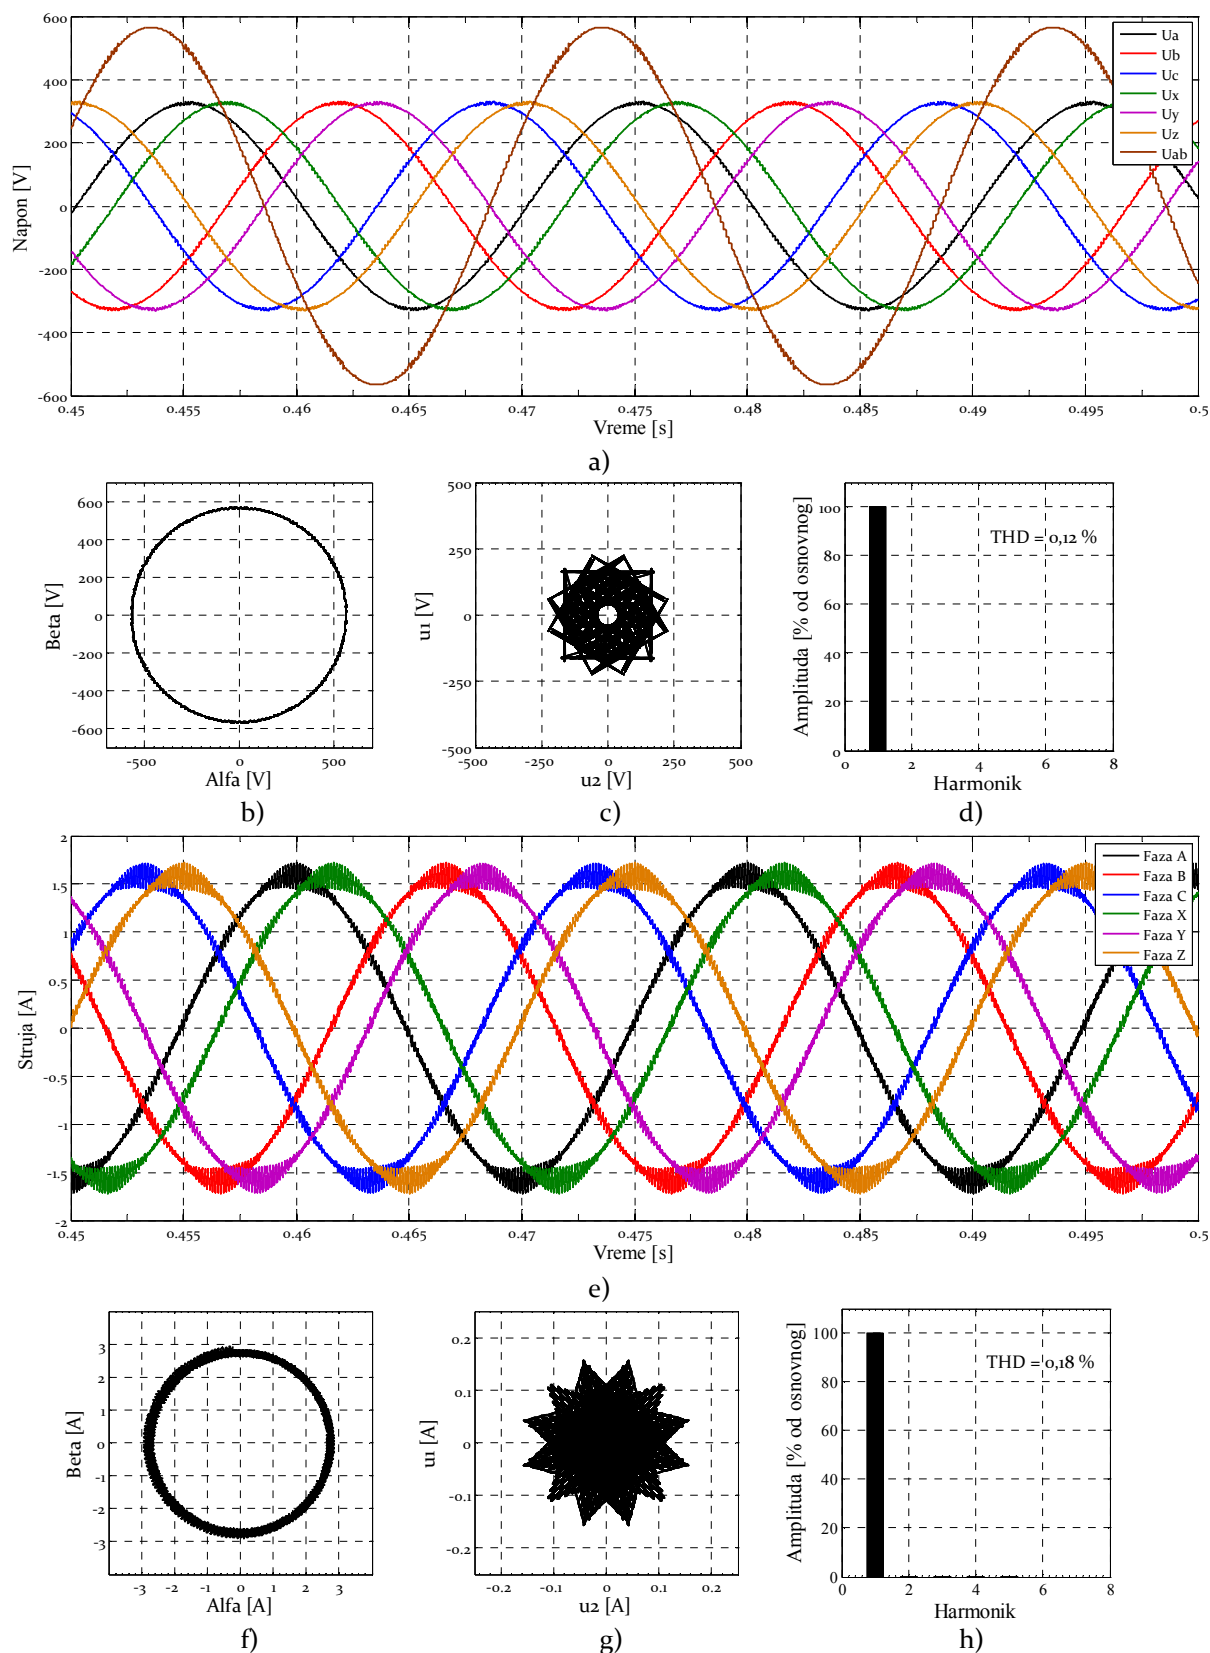 600
400
200
0
-200
-400
-600
Napon [V]
Ua
Ub
Uc
Ux
Uy
Uz
Uab
0.45 0.455 0.46 0.465 0.47 0.475 0.48 0.485 0.49 0.495 0.5
Vreme [s]
a)
600
400
200
0
-200
-400
-600
Beta [V]
-500 0 500
Alfa [V]
b)
500
250
0
-250
-500
u1 [V]
-500 -250 0 250 500
u2 [V]
c)
100
80
60
40
20
0
Amplituda [% od osnovnog]
THD = 0,12 %
0 2 4 6 8
Harmonik
d)
2
1.5
1
0.5
0
-0.5
-1
-1.5
-2
Struja [A]
Faza A
Faza B
Faza C
Faza X
Faza Y
Faza Z
0.45 0.455 0.46 0.465 0.47 0.475 0.48 0.485 0.49 0.495 0.5
Vreme [s]
e)
3
2
1
0
-1
-2
-3
Beta [A]
-3 -2 -1 0 1 2 3
Alfa [A]
f)
0.2
0.1
0
-0.1
-0.2
u1 [A]
-0.2 -0.1 0 0.1 0.2
u2 [A]
g)
100
80
60
40
20
0
Amplituda [% od osnovnog]
THD = 0,18 %
0 2 4 6 8
Harmonik
h)